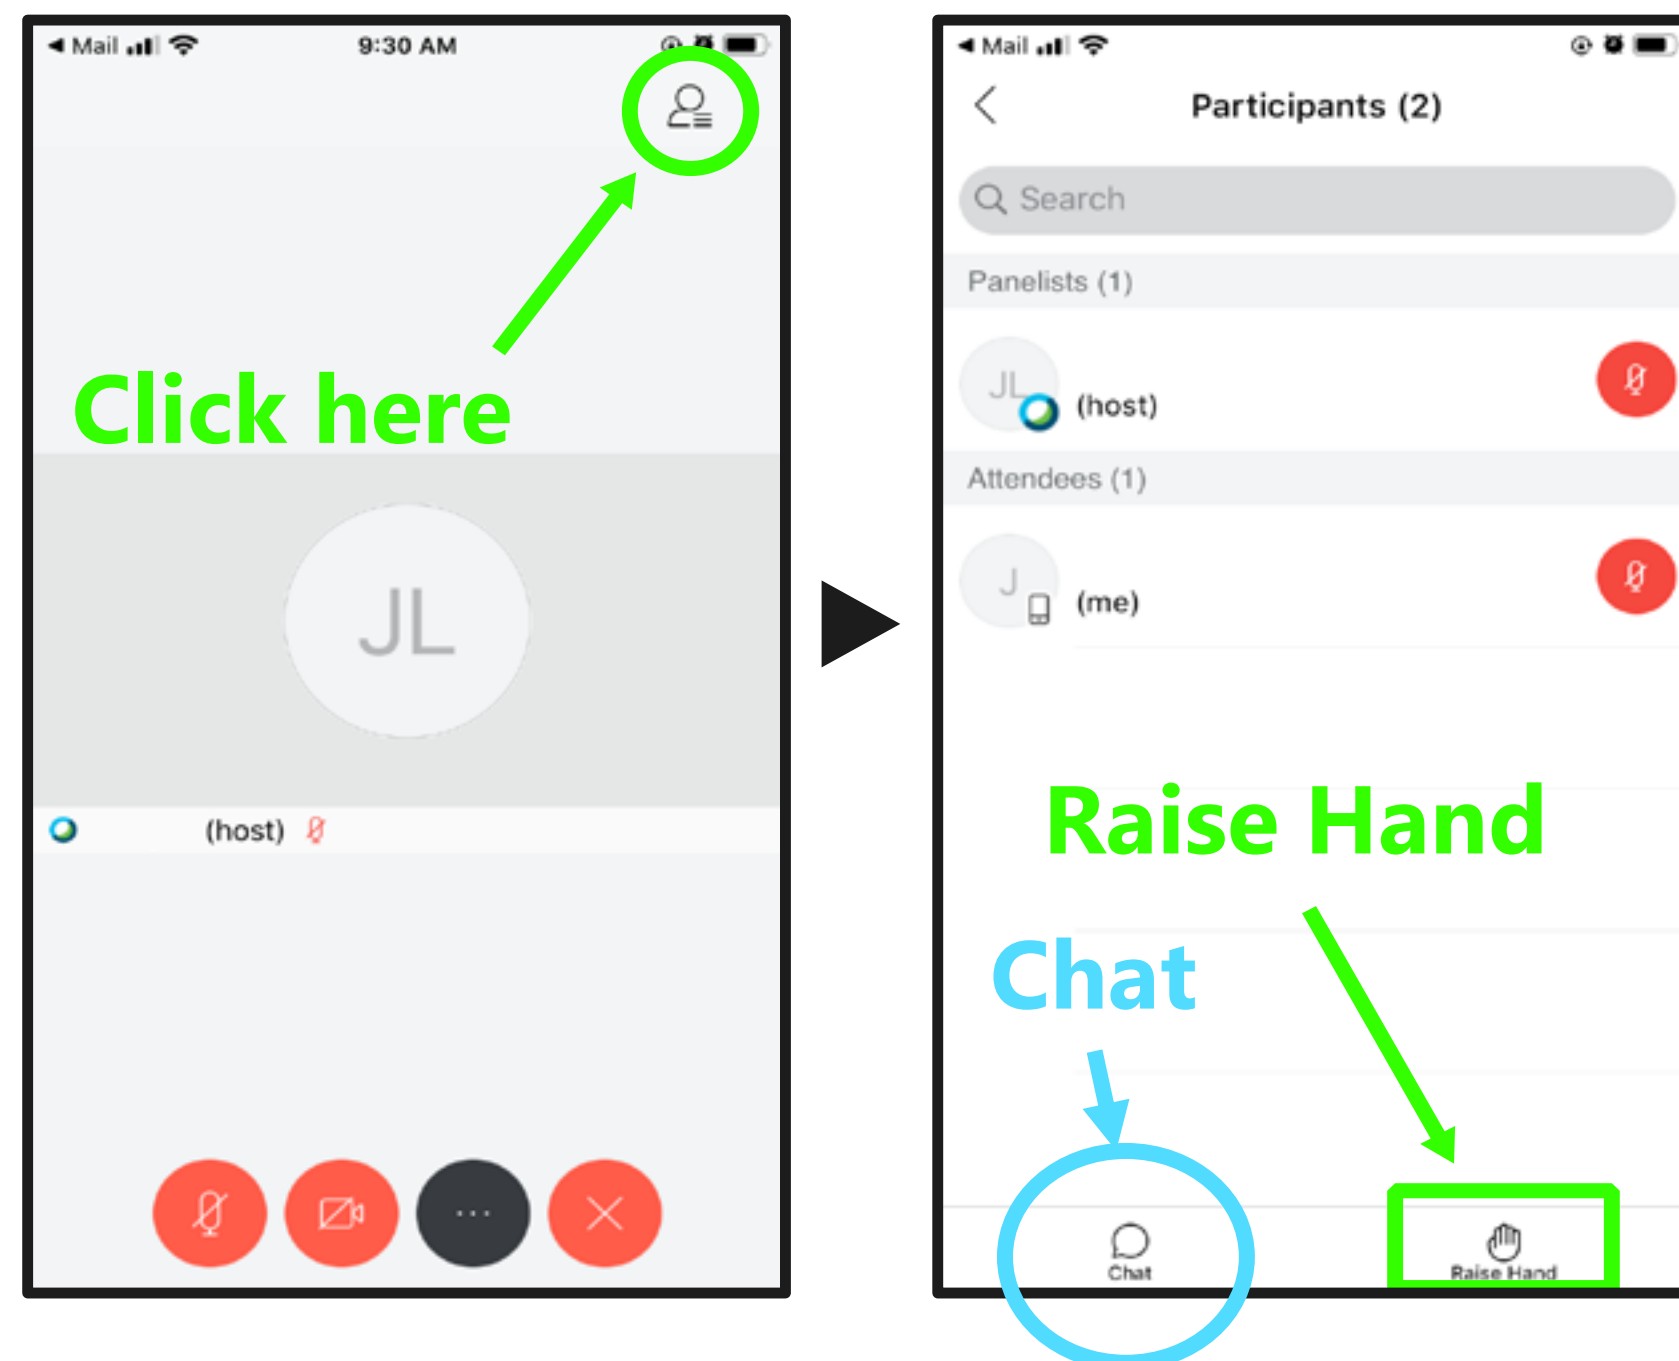 Mail
9:30 AM
Click here
JL
(host)
Mail
Participants (2)
Search
Panelists (1)
JL
(host)
Attendees (1)
J
(me)
Raise Hand
Chat
Chat
Raise Hand